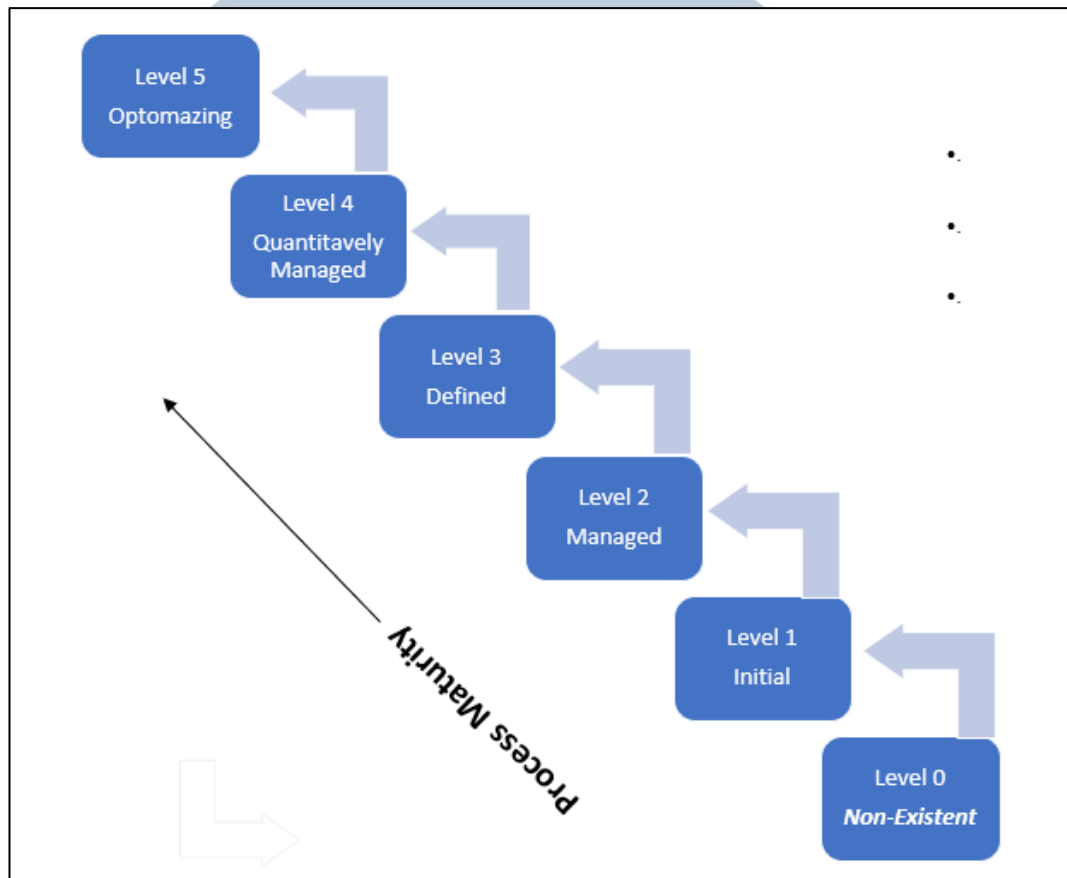 Level 5
Optomazing
Level 4
Quantitavely
Managed
Level 3
Defined
Level 2
Managed
Level 1
Initial
Level 0
Non-Existent
Process Maturity
•.
•.
•.